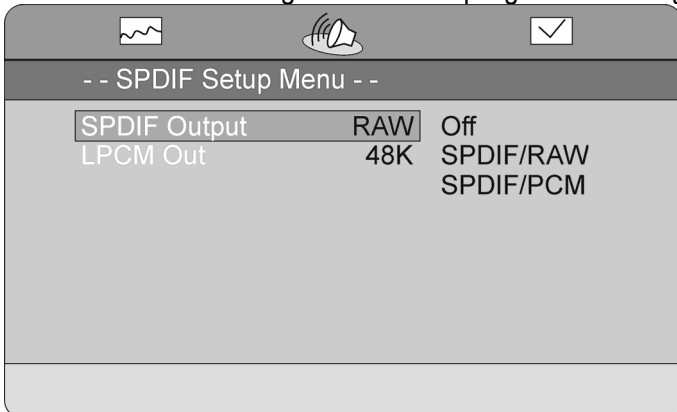 - - SPDIF Setup Menu - -
SPDIF Output RAW Off
LPCM Out 48K SPDIF/RAW
SPDIF/PCM